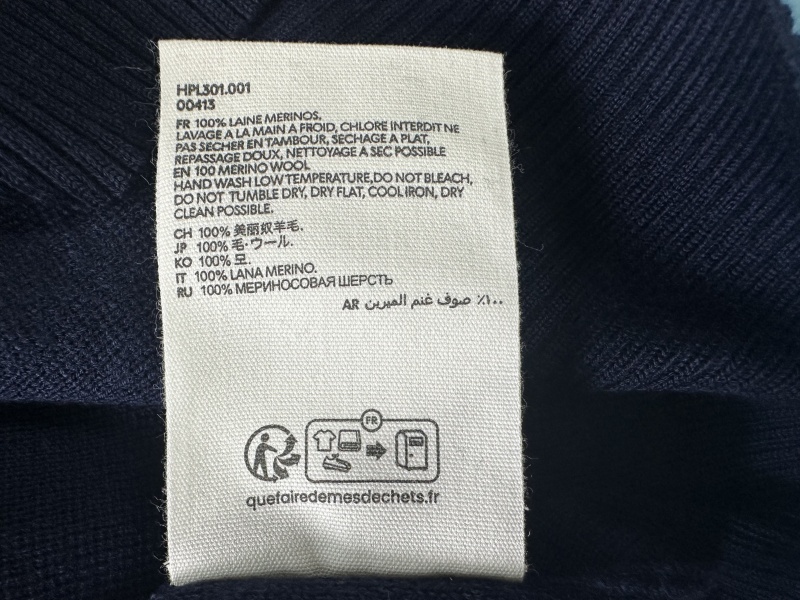 HPL301.001
00413
FR 100% LAINE MERINOS.
LAVAGE A LA MAIN A FROID, CHLORE INTERDIT NE
PAS SÉCHER EN TAMBOUR, SECHAGE A PLAT,
REPASSAGE DOUX, NETTOYAGE A SEC POSSIBLE
EN 100 MERINO WOOL
HAND WASH LOW TEMPERATURE,DO NOT BLEACH,
DO NOT TUMBLE DRY, DRY FLAT, COOL IRON, DRY
CLEAN POSSIBLE.
CH 100% 美丽奴羊毛.
JP 100% 毛·ウール.
KO 100% 모.
IT 100% LANA MERINO.
RU 100% МЕРИНОСОВАЯ ШЕРСТЬ
AR ٪١٠٠ صوف غنم الميرين
FR
quefairedemesdechets.fr